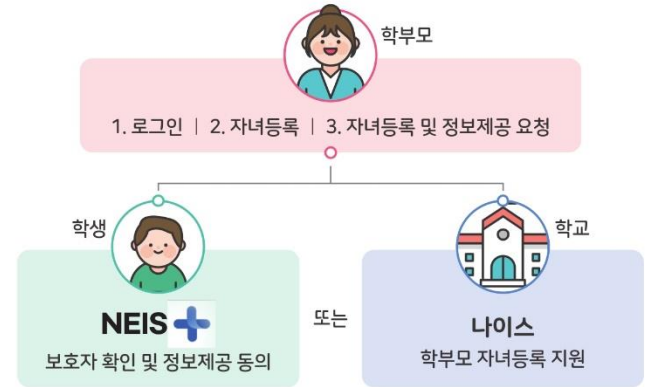 학부모
1. 로그인 | 2. 자녀등록 | 3. 자녀등록 및 정보제공 요청
학생
학교
NEIS
또는
나이스
보호자 확인 및 정보제공 동의
학부모 자녀등록 지원